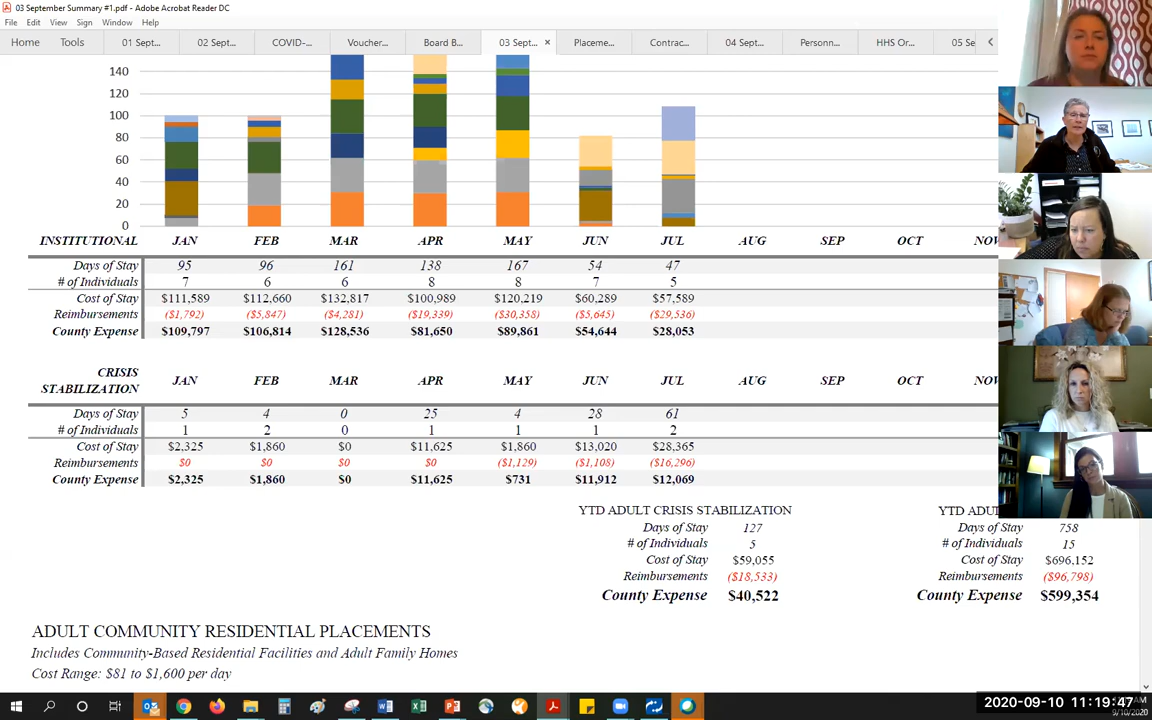 03 September Summary #1.pdf - Adobe Acrobat Reader DC
File Edit View Sign Window Help
Home Tools 01 Sept... 02 Sept... COVID-... Voucher... Board B... 03 Sept... × Placeme... Contrac... 04 Sept... Personn... HHS Or... 05 Se
140
120
100
80
60
40
20
0
INSTITUTIONAL JAN FEB MAR APR MAY JUN JUL AUG SEP OCT NOV
Days of Stay 95 96 161 138 167 54 47
# of Individuals 7 6 6 8 8 7 5
Cost of Stay $111,589 $112,660 $132,817 $100,989 $120,219 $60,289 $57,589
Reimbursements ($1,792) ($5,847) ($4,281) ($19,339) ($30,358) ($5,645) ($29,536)
County Expense $109,797 $106,814 $128,536 $81,650 $89,861 $54,644 $28,053
CRISIS
STABILIZATION JAN FEB MAR APR MAY JUN JUL AUG SEP OCT NOV
Days of Stay 5 4 0 25 4 28 61
# of Individuals 1 2 0 1 1 1 2
Cost of Stay $2,325 $1,860 $0 $11,625 $1,860 $13,020 $28,365
Reimbursements $0 $0 $0 $0 ($1,129) ($1,108) ($16,296)
County Expense $2,325 $1,860 $0 $11,625 $731 $11,912 $12,069
YTD ADULT CRISIS STABILIZATION YTD ADU
Days of Stay 127 Days of Stay 758
# of Individuals 5 # of Individuals 15
Cost of Stay $59,055 Cost of Stay $696,152
Reimbursements ($18,533) Reimbursements ($96,798)
County Expense $40,522 County Expense $599,354
ADULT COMMUNITY RESIDENTIAL PLACEMENTS
Includes Community-Based Residential Facilities and Adult Family Homes
Cost Range: $81 to $1,600 per day
2020-09-10 11:19:47
9/10/2020